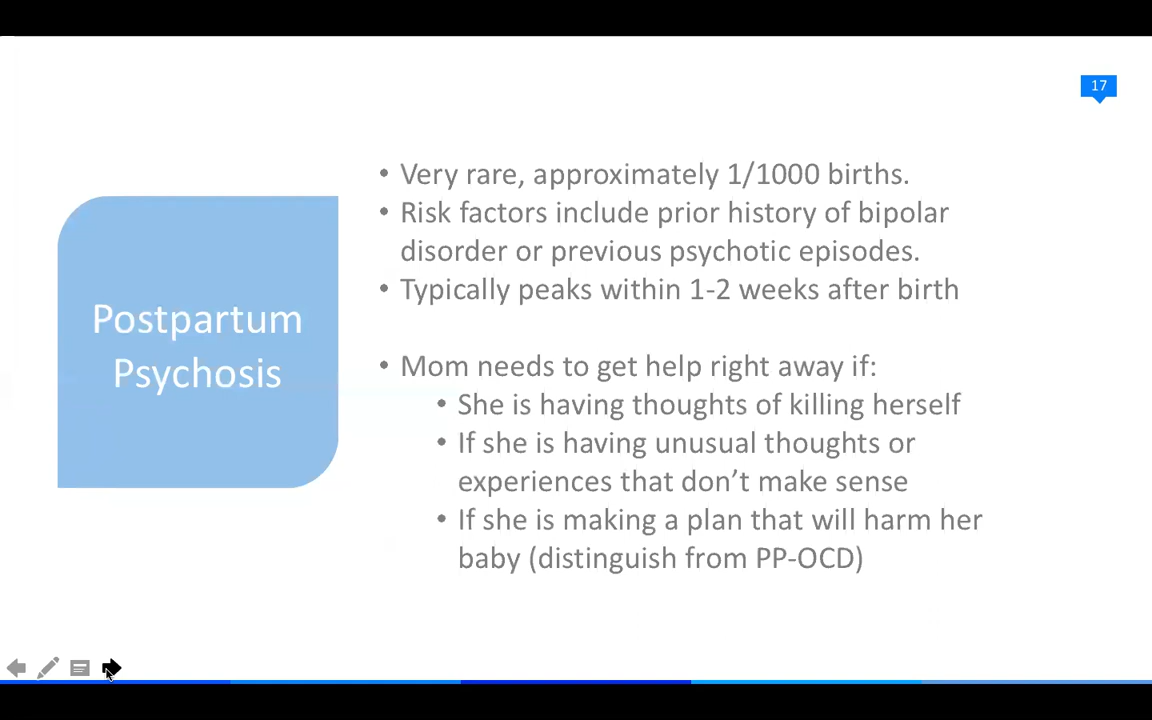 17
Postpartum
Psychosis
• Very rare, approximately 1/1000 births.
• Risk factors include prior history of bipolar
disorder or previous psychotic episodes.
• Typically peaks within 1-2 weeks after birth
• Mom needs to get help right away if:
• She is having thoughts of killing herself
• If she is having unusual thoughts or
experiences that don’t make sense
• If she is making a plan that will harm her
baby (distinguish from PP-OCD)